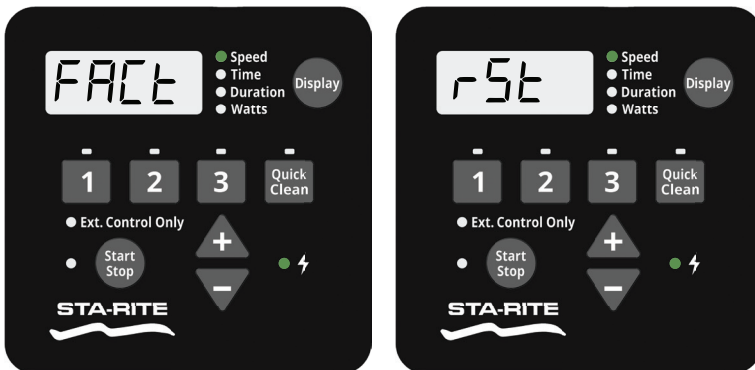 FACt
Speed
Time
Duration
Watts
Display
1 2 3 Quick Clean
Ext. Control Only
Start
Stop
+
−
STA-RITE
rSt
Speed
Time
Duration
Watts
Display
1 2 3 Quick Clean
Ext. Control Only
Start
Stop
+
−
STA-RITE